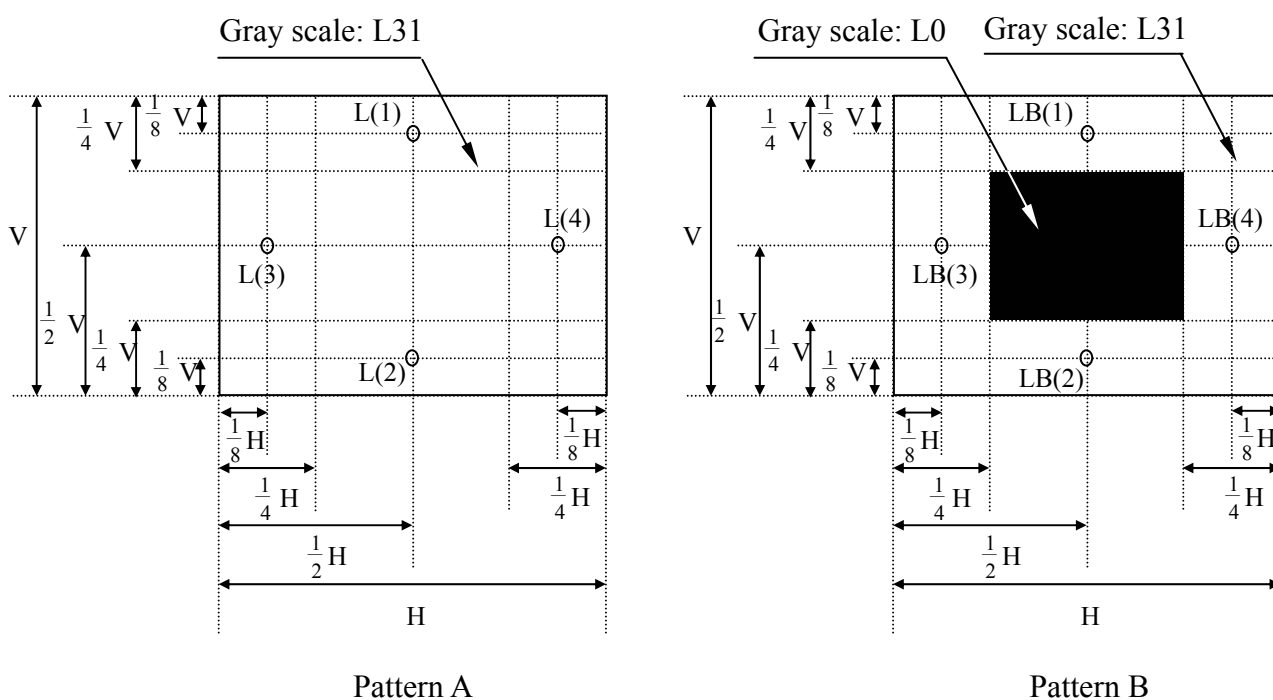 Gray scale: L31
1/8 V
1/4 V
L(1)
V
L(4)
L(3)
1/2 V
1/4 V
1/8 V
L(2)
1/8 H
1/8 H
1/4 H
1/4 H
1/2 H
H
Pattern A
Gray scale: L0
Gray scale: L31
1/8 V
1/4 V
LB(1)
V
LB(4)
LB(3)
1/2 V
1/4 V
1/8 V
LB(2)
1/8 H
1/8 H
1/4 H
1/4 H
1/2 H
H
Pattern B